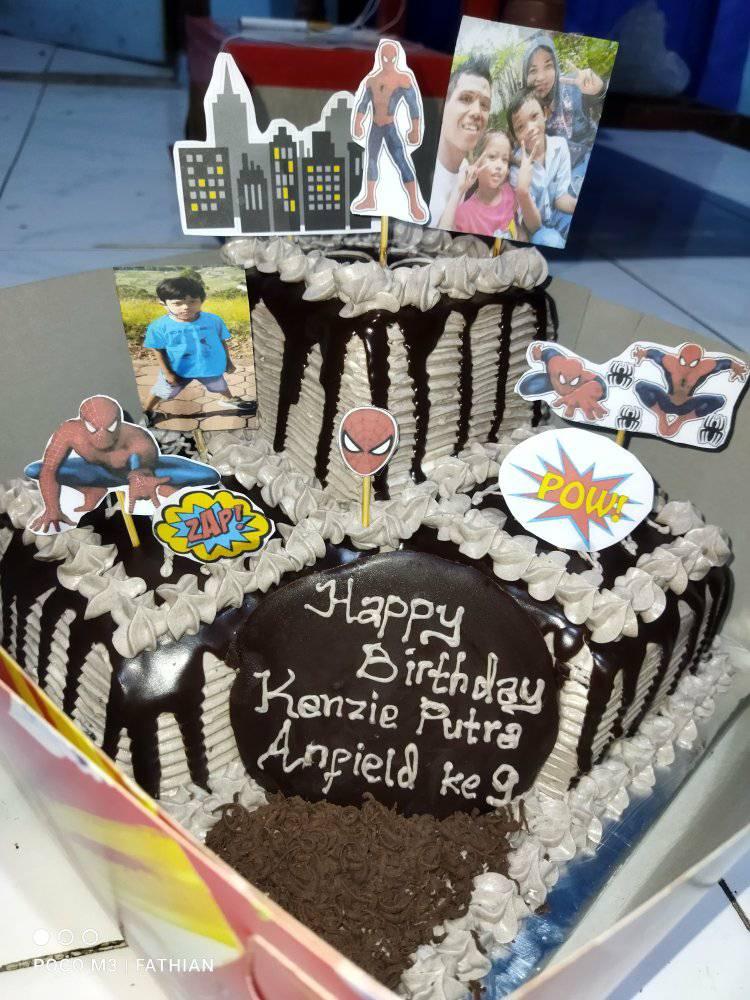 ZAP!
POW!
Happy
Birthday
Kenzie Putra
Anfield ke 9
POCO M3 | FATHIAN